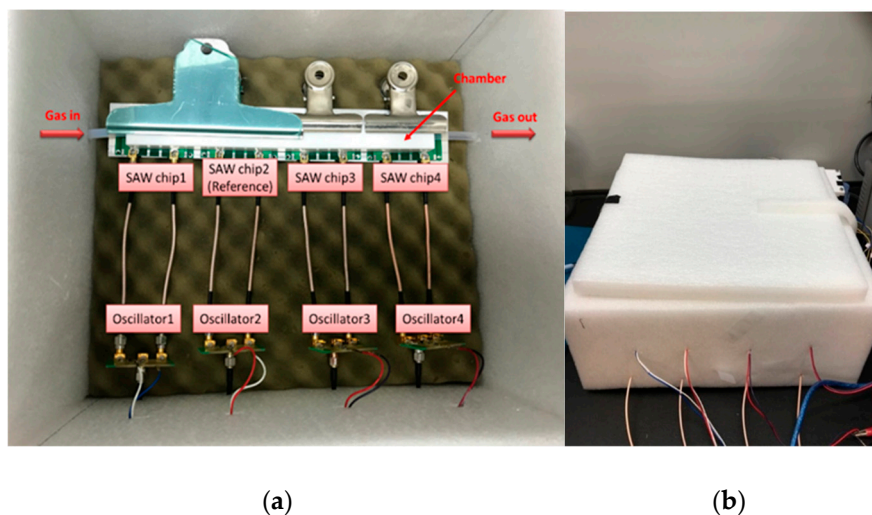 Chamber
Gas in
Gas out
SAW chip1
SAW chip2
(Reference)
SAW chip3
SAW chip4
Oscillator1
Oscillator2
Oscillator3
Oscillator4
(a)
(b)